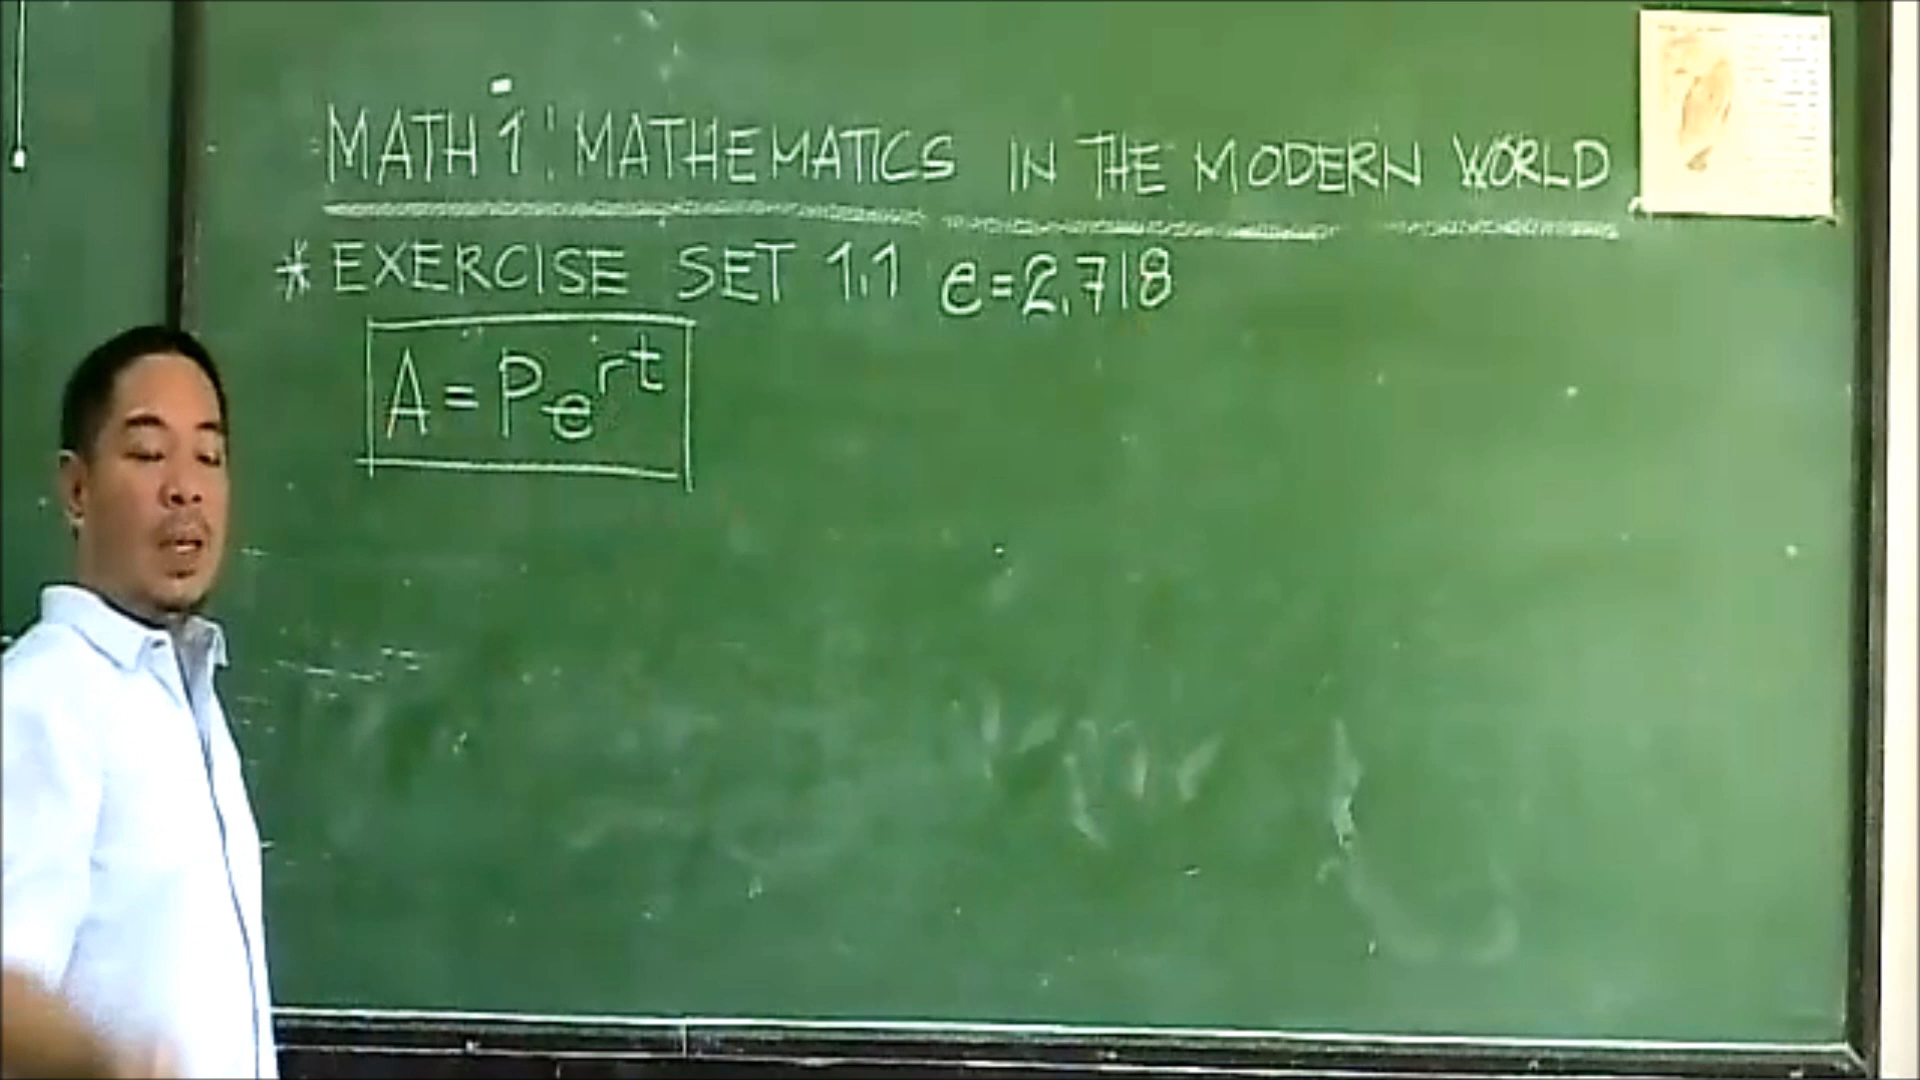 MATH 1: MATHEMATICS IN THE MODERN WORLD
* EXERCISE SET 1.1 e=2.718
A = Pe^rt